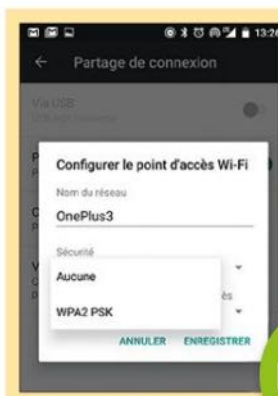 13:26
Partage de connexion
Via USB
Configurer le point d'accès Wi-Fi
Nom du réseau
OnePlus3
Sécurité
Aucune
WPA2 PSK
ANNULER ENREGISTRER